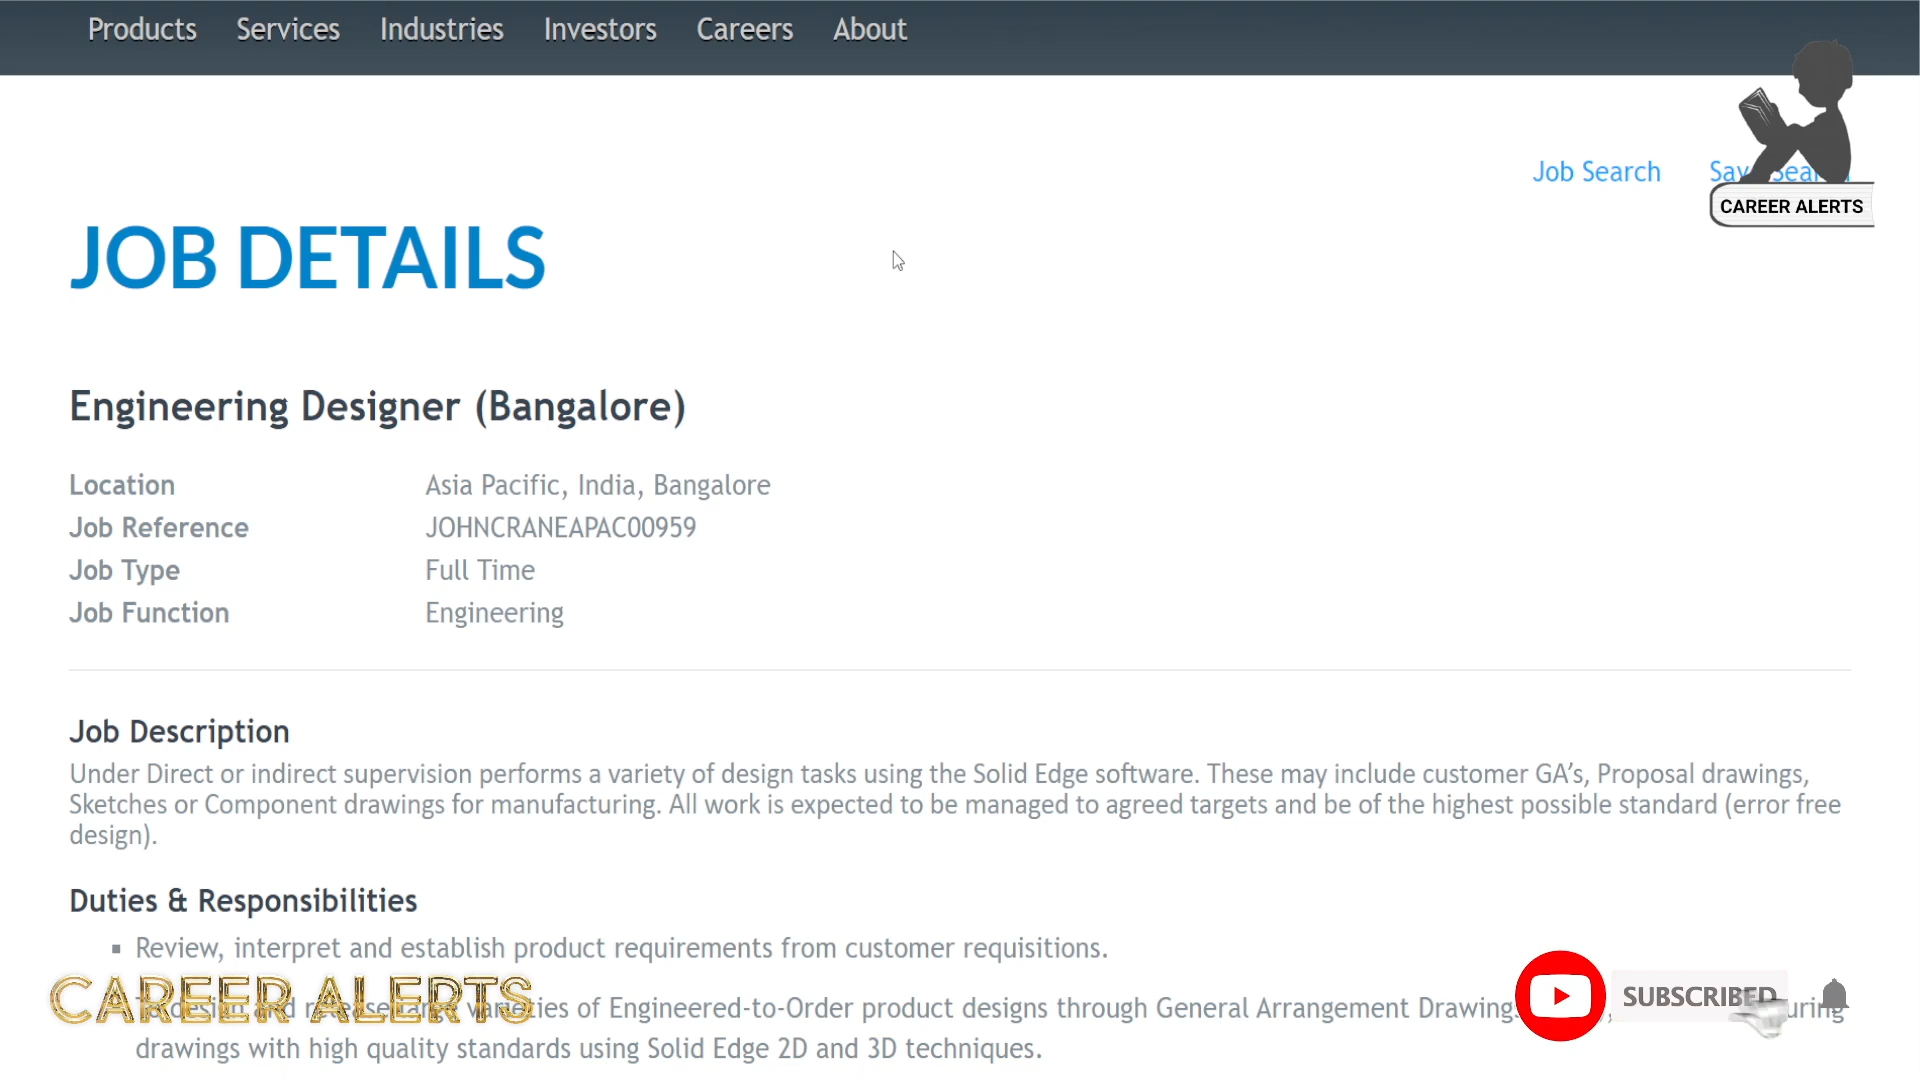 Products Services Industries Investors Careers About
Job Search
CAREER ALERTS
JOB DETAILS
Engineering Designer (Bangalore)
Location Asia Pacific, India, Bangalore
Job Reference JOHNCRANEAPAC00959
Job Type Full Time
Job Function Engineering
Job Description
Under Direct or indirect supervision performs a variety of design tasks using the Solid Edge software. These may include customer GA’s, Proposal drawings,
Sketches or Component drawings for manufacturing. All work is expected to be managed to agreed targets and be of the highest possible standard (error free
design).
Duties & Responsibilities
▪ Review, interpret and establish product requirements from customer requisitions.
CAREER ALERTS
of Engineered-to-Order product designs through General Arrangement
SUBSCRIBED
drawings with high quality standards using Solid Edge 2D and 3D techniques.